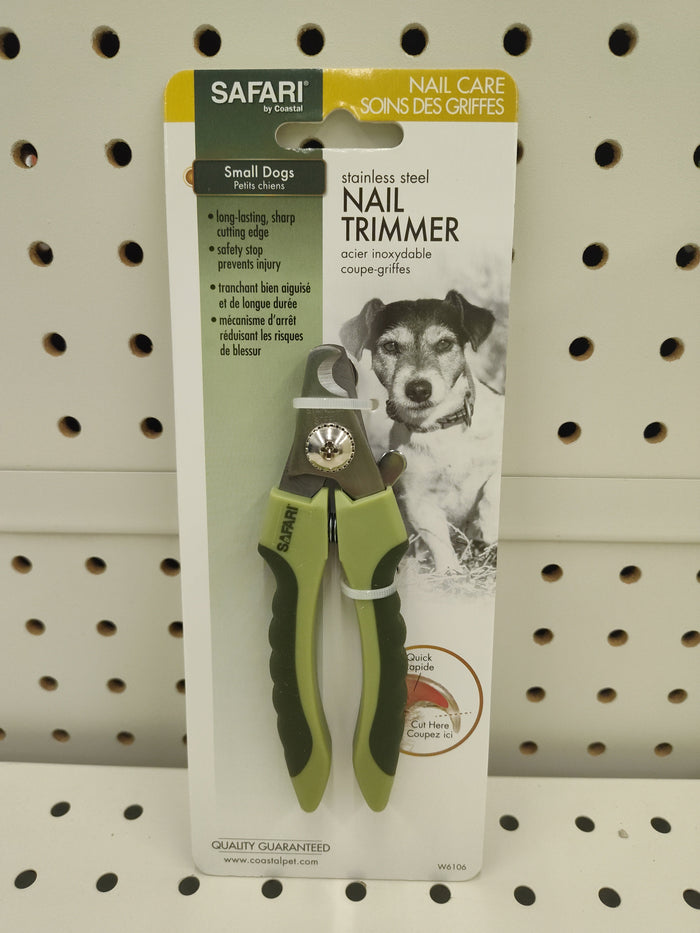 SAFARI®
by Coastal
NAIL CARE
SOINS DES GRIFFES
Small Dogs
Petits chiens
• long-lasting, sharp
cutting edge
• safety stop
prevents injury
• tranchant bien aiguisé
et de longue durée
• mécanisme d'arrêt
réduisant les risques
de blessur
stainless steel
NAIL
TRIMMER
acier inoxydable
coupe-griffes
SAFARI
Quick
Cut Here
Coupez ici
QUALITY GUARANTEED
www.coastalpet.com
W6106